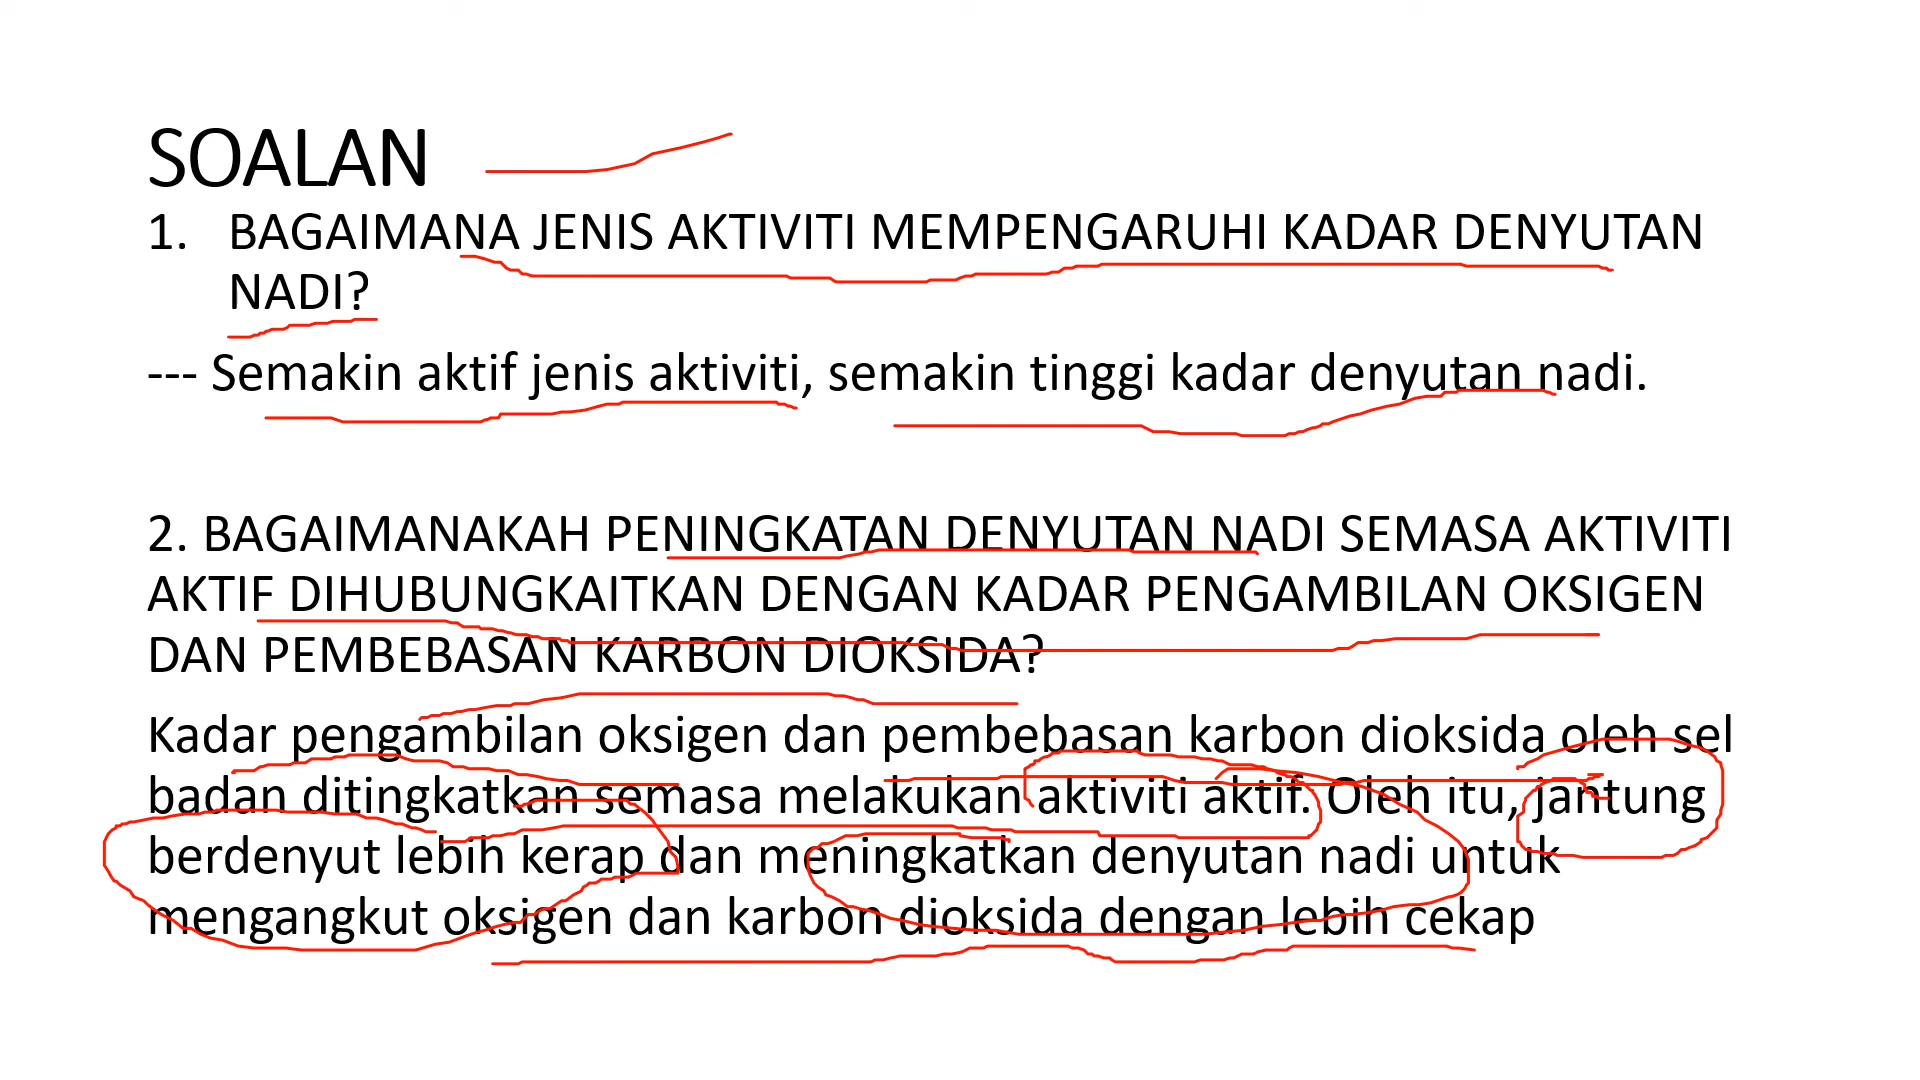 SOALAN
1. BAGAIMANA JENIS AKTIVITI MEMPENGARUHI KADAR DENYUTAN
NADI?
--- Semakin aktif jenis aktiviti, semakin tinggi kadar denyutan nadi.
2. BAGAIMANAKAH PENINGKATAN DENYUTAN NADI SEMASA AKTIVITI
AKTIF DIHUBUNGKAITKAN DENGAN KADAR PENGAMBILAN OKSIGEN
DAN PEMBEBASAN KARBON DIOKSIDA?
Kadar pengambilan oksigen dan pembebasan karbon dioksida oleh sel
badan ditingkatkan semasa melakukan aktiviti aktif. Oleh itu, jantung
berdenyut lebih kerap dan meningkatkan denyutan nadi untuk
mengangkut oksigen dan karbon dioksida dengan lebih cekap